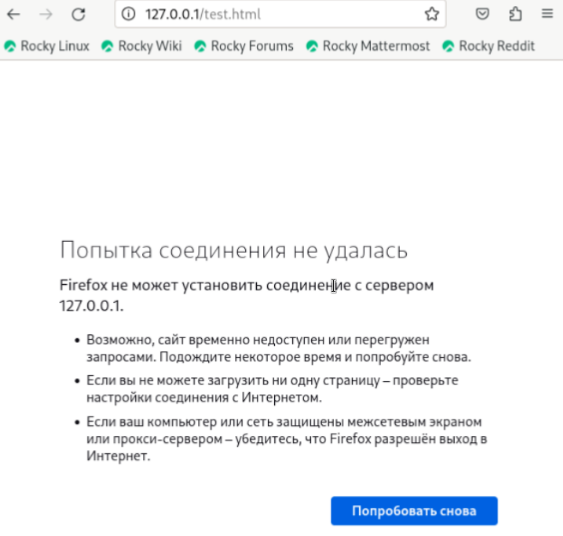 127.0.0.1/test.html
Rocky Linux Rocky Wiki Rocky Forums Rocky Mattermost Rocky Reddit
Попытка соединения не удалась
Firefox не может установить соединение с сервером
127.0.0.1.
• Возможно, сайт временно недоступен или перегружен
запросами. Подождите некоторое время и попробуйте снова.
• Если вы не можете загрузить ни одну страницу – проверьте
настройки соединения с Интернетом.
• Если ваш компьютер или сеть защищены межсетевым экраном
или прокси-сервером – убедитесь, что Firefox разрешён выход в
Интернет.
Попробовать снова